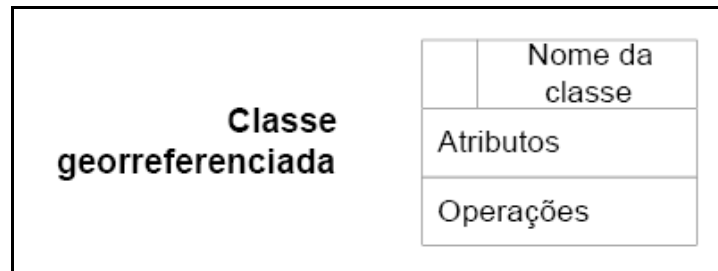 Classe
georreferenciada
Nome da
classe
Atributos
Operações